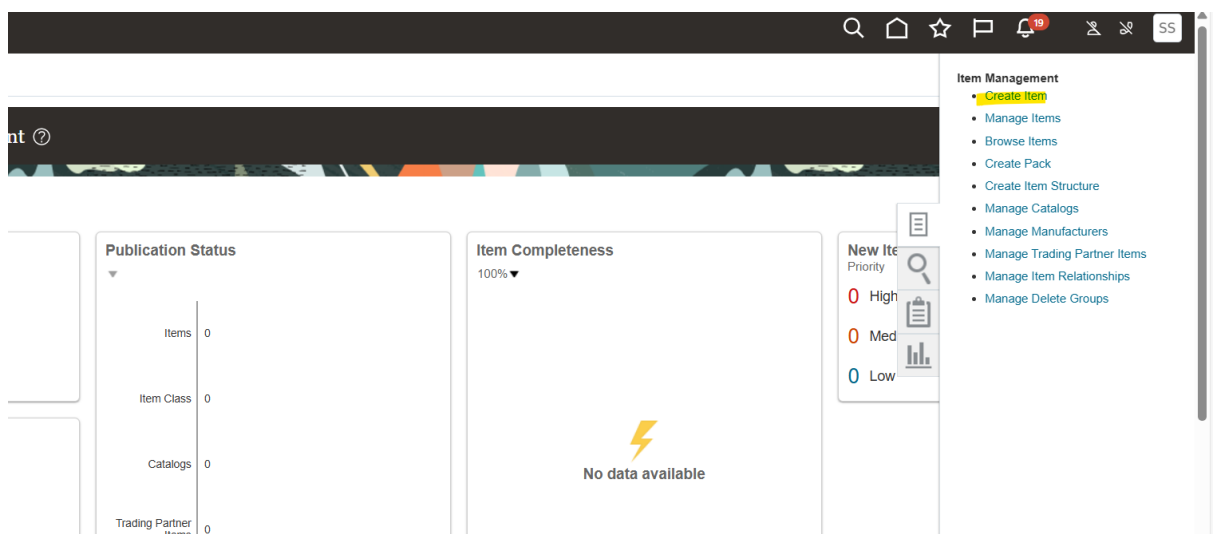 19
SS
nt
Publication Status
Items 0
Item Class 0
Catalogs 0
Trading Partner
Items 0
Item Completeness
100%
No data available
New Ite
Priority
0 High
0 Med
0 Low
Item Management
Create Item
Manage Items
Browse Items
Create Pack
Create Item Structure
Manage Catalogs
Manage Manufacturers
Manage Trading Partner Items
Manage Item Relationships
Manage Delete Groups